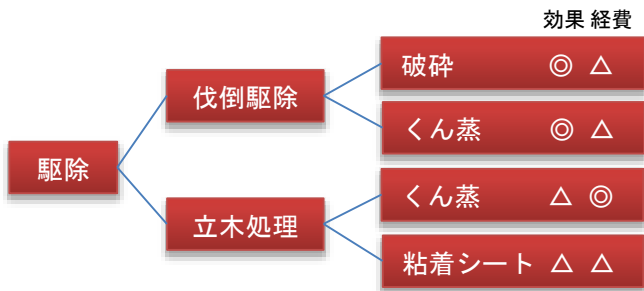 効果 経費
破砕 ◎ △
伐倒駆除
くん蒸 ◎ △
駆除
くん蒸 △ ◎
立木処理
粘着シート △ △